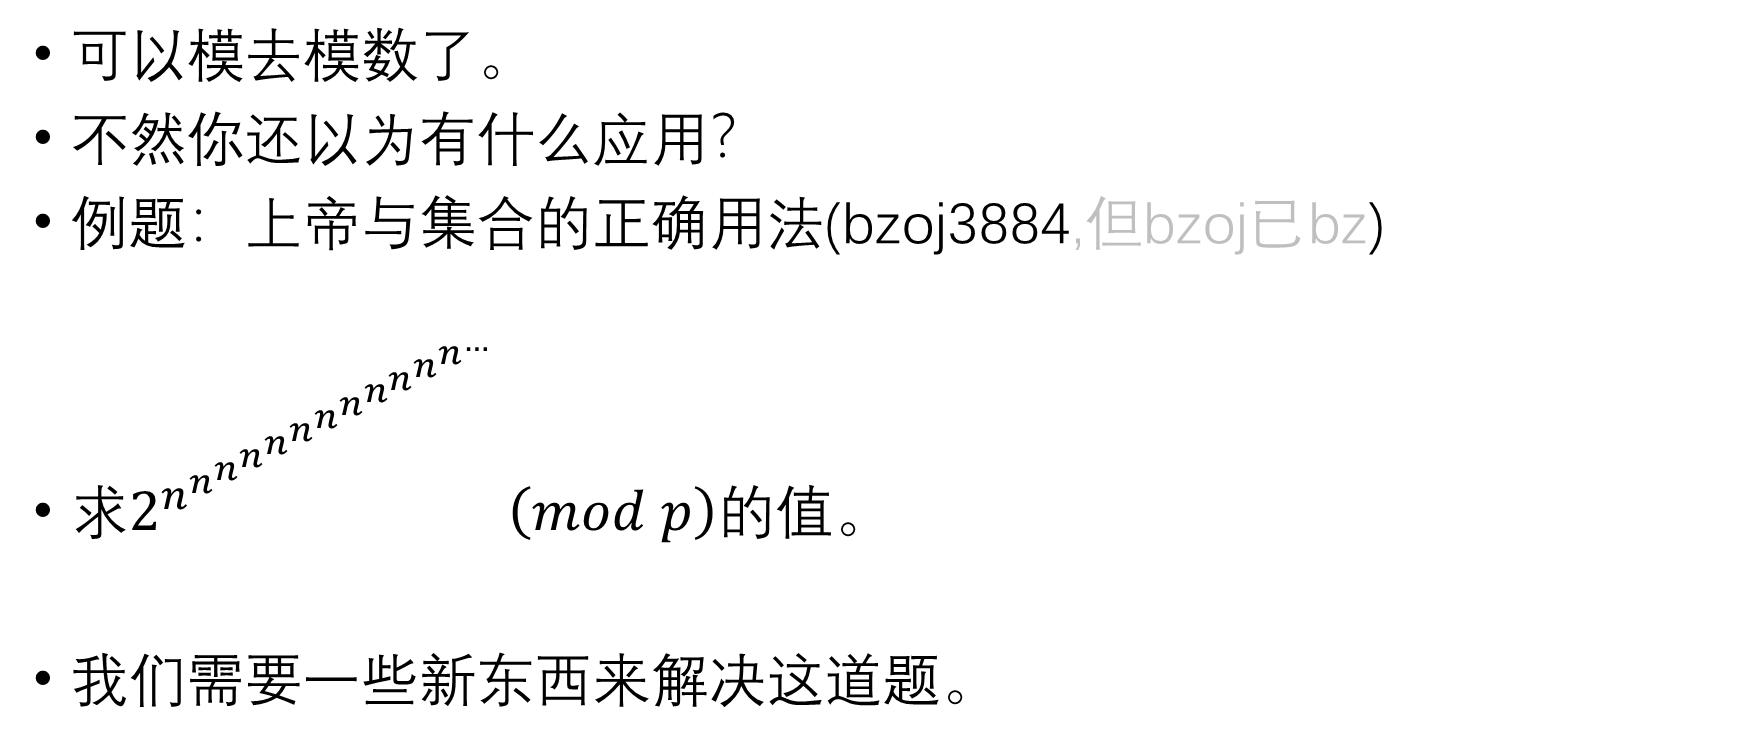 • 可以模去模数了。
• 不然你还以为有什么应用?
• 例题：上帝与集合的正确用法(bzoj3884,但bzoj已bz)
• 求2^{n^{n^{n^{n^{n^{n^{n^{n^{n^{n^{n^{n^{⋯}}}}}}}}}}}}} (mod p)的值。
• 我们需要一些新东西来解决这道题。